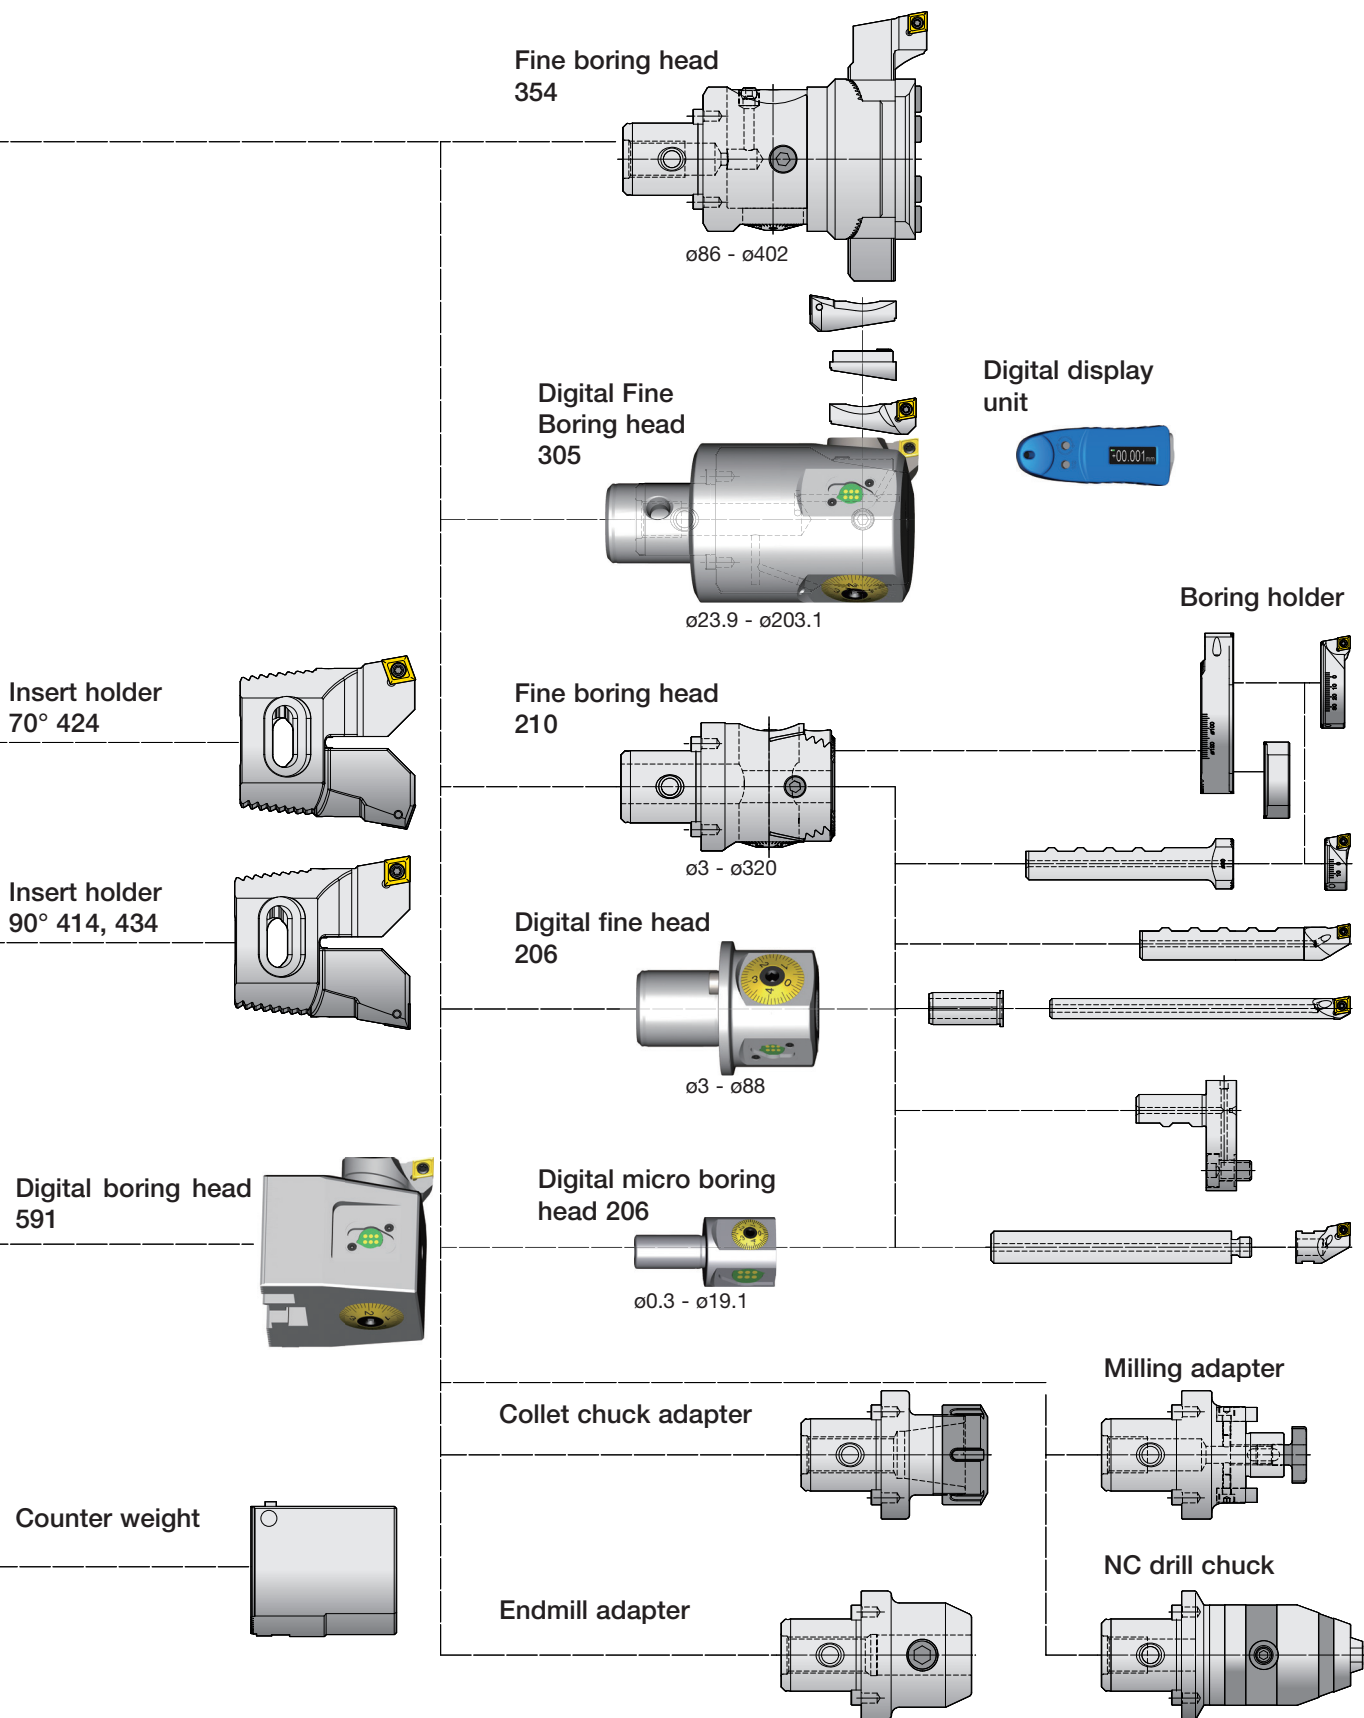 Fine boring head
354
ø86 - ø402
Digital Fine
Boring head
305
Digital display
unit
+00.001mm
ø23.9 - ø203.1
Boring holder
Insert holder
70° 424
Fine boring head
210
ø3 - ø320
Insert holder
90° 414, 434
Digital fine head
206
ø3 - ø88
Digital boring head
591
Digital micro boring
head 206
ø0.3 - ø19.1
Milling adapter
Collet chuck adapter
Counter weight
NC drill chuck
Endmill adapter